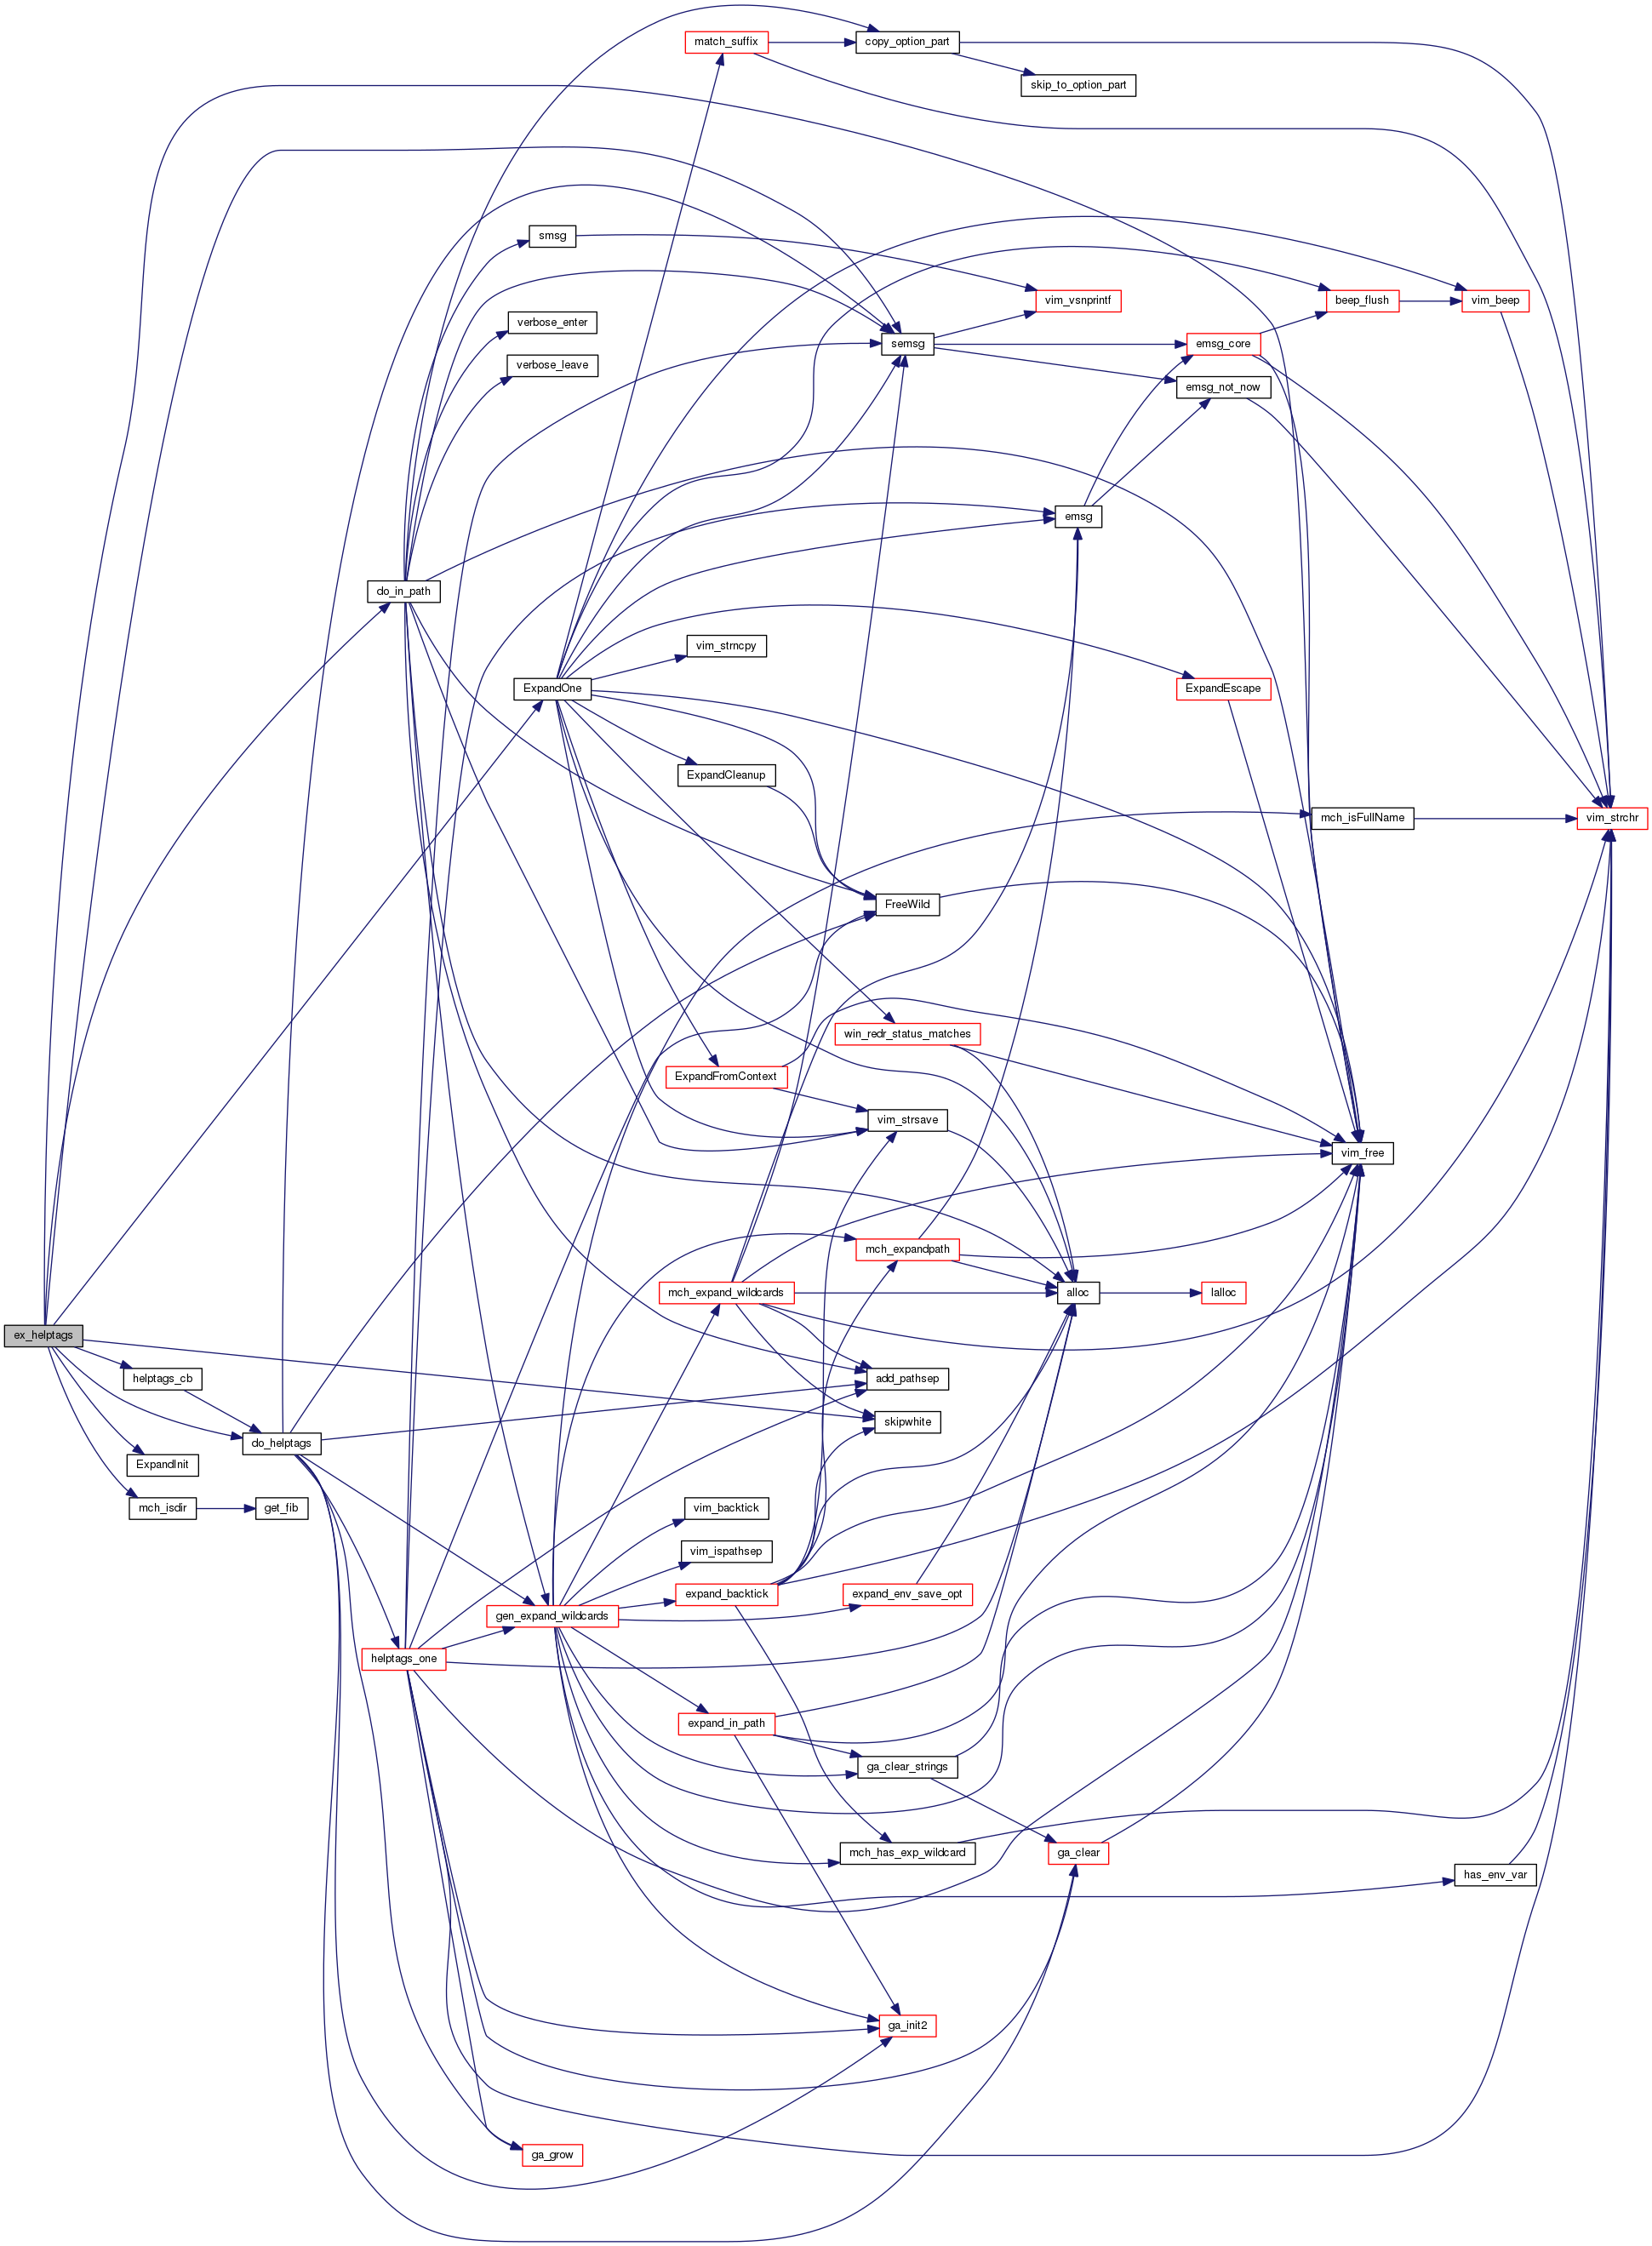 match_suffix
copy_option_part
skip_to_option_part
smsg
vim_vsnprintf
beep_flush
vim_beep
verbose_enter
semsg
emsg_core
verbose_leave
emsg_not_now
emsg
do_in_path
vim_strncpy
ExpandOne
ExpandEscape
ExpandCleanup
mch_isFullName
vim_strchr
FreeWild
win_redr_status_matches
ExpandFromContext
vim_strsave
vim_free
mch_expandpath
mch_expand_wildcards
alloc
lalloc
ex_helptags
helptags_cb
add_pathsep
skipwhite
do_helptags
ExpandInit
mch_isdir
get_fib
vim_backtick
vim_ispathsep
expand_backtick
expand_env_save_opt
gen_expand_wildcards
helptags_one
expand_in_path
ga_clear_strings
mch_has_exp_wildcard
ga_clear
has_env_var
ga_init2
ga_grow